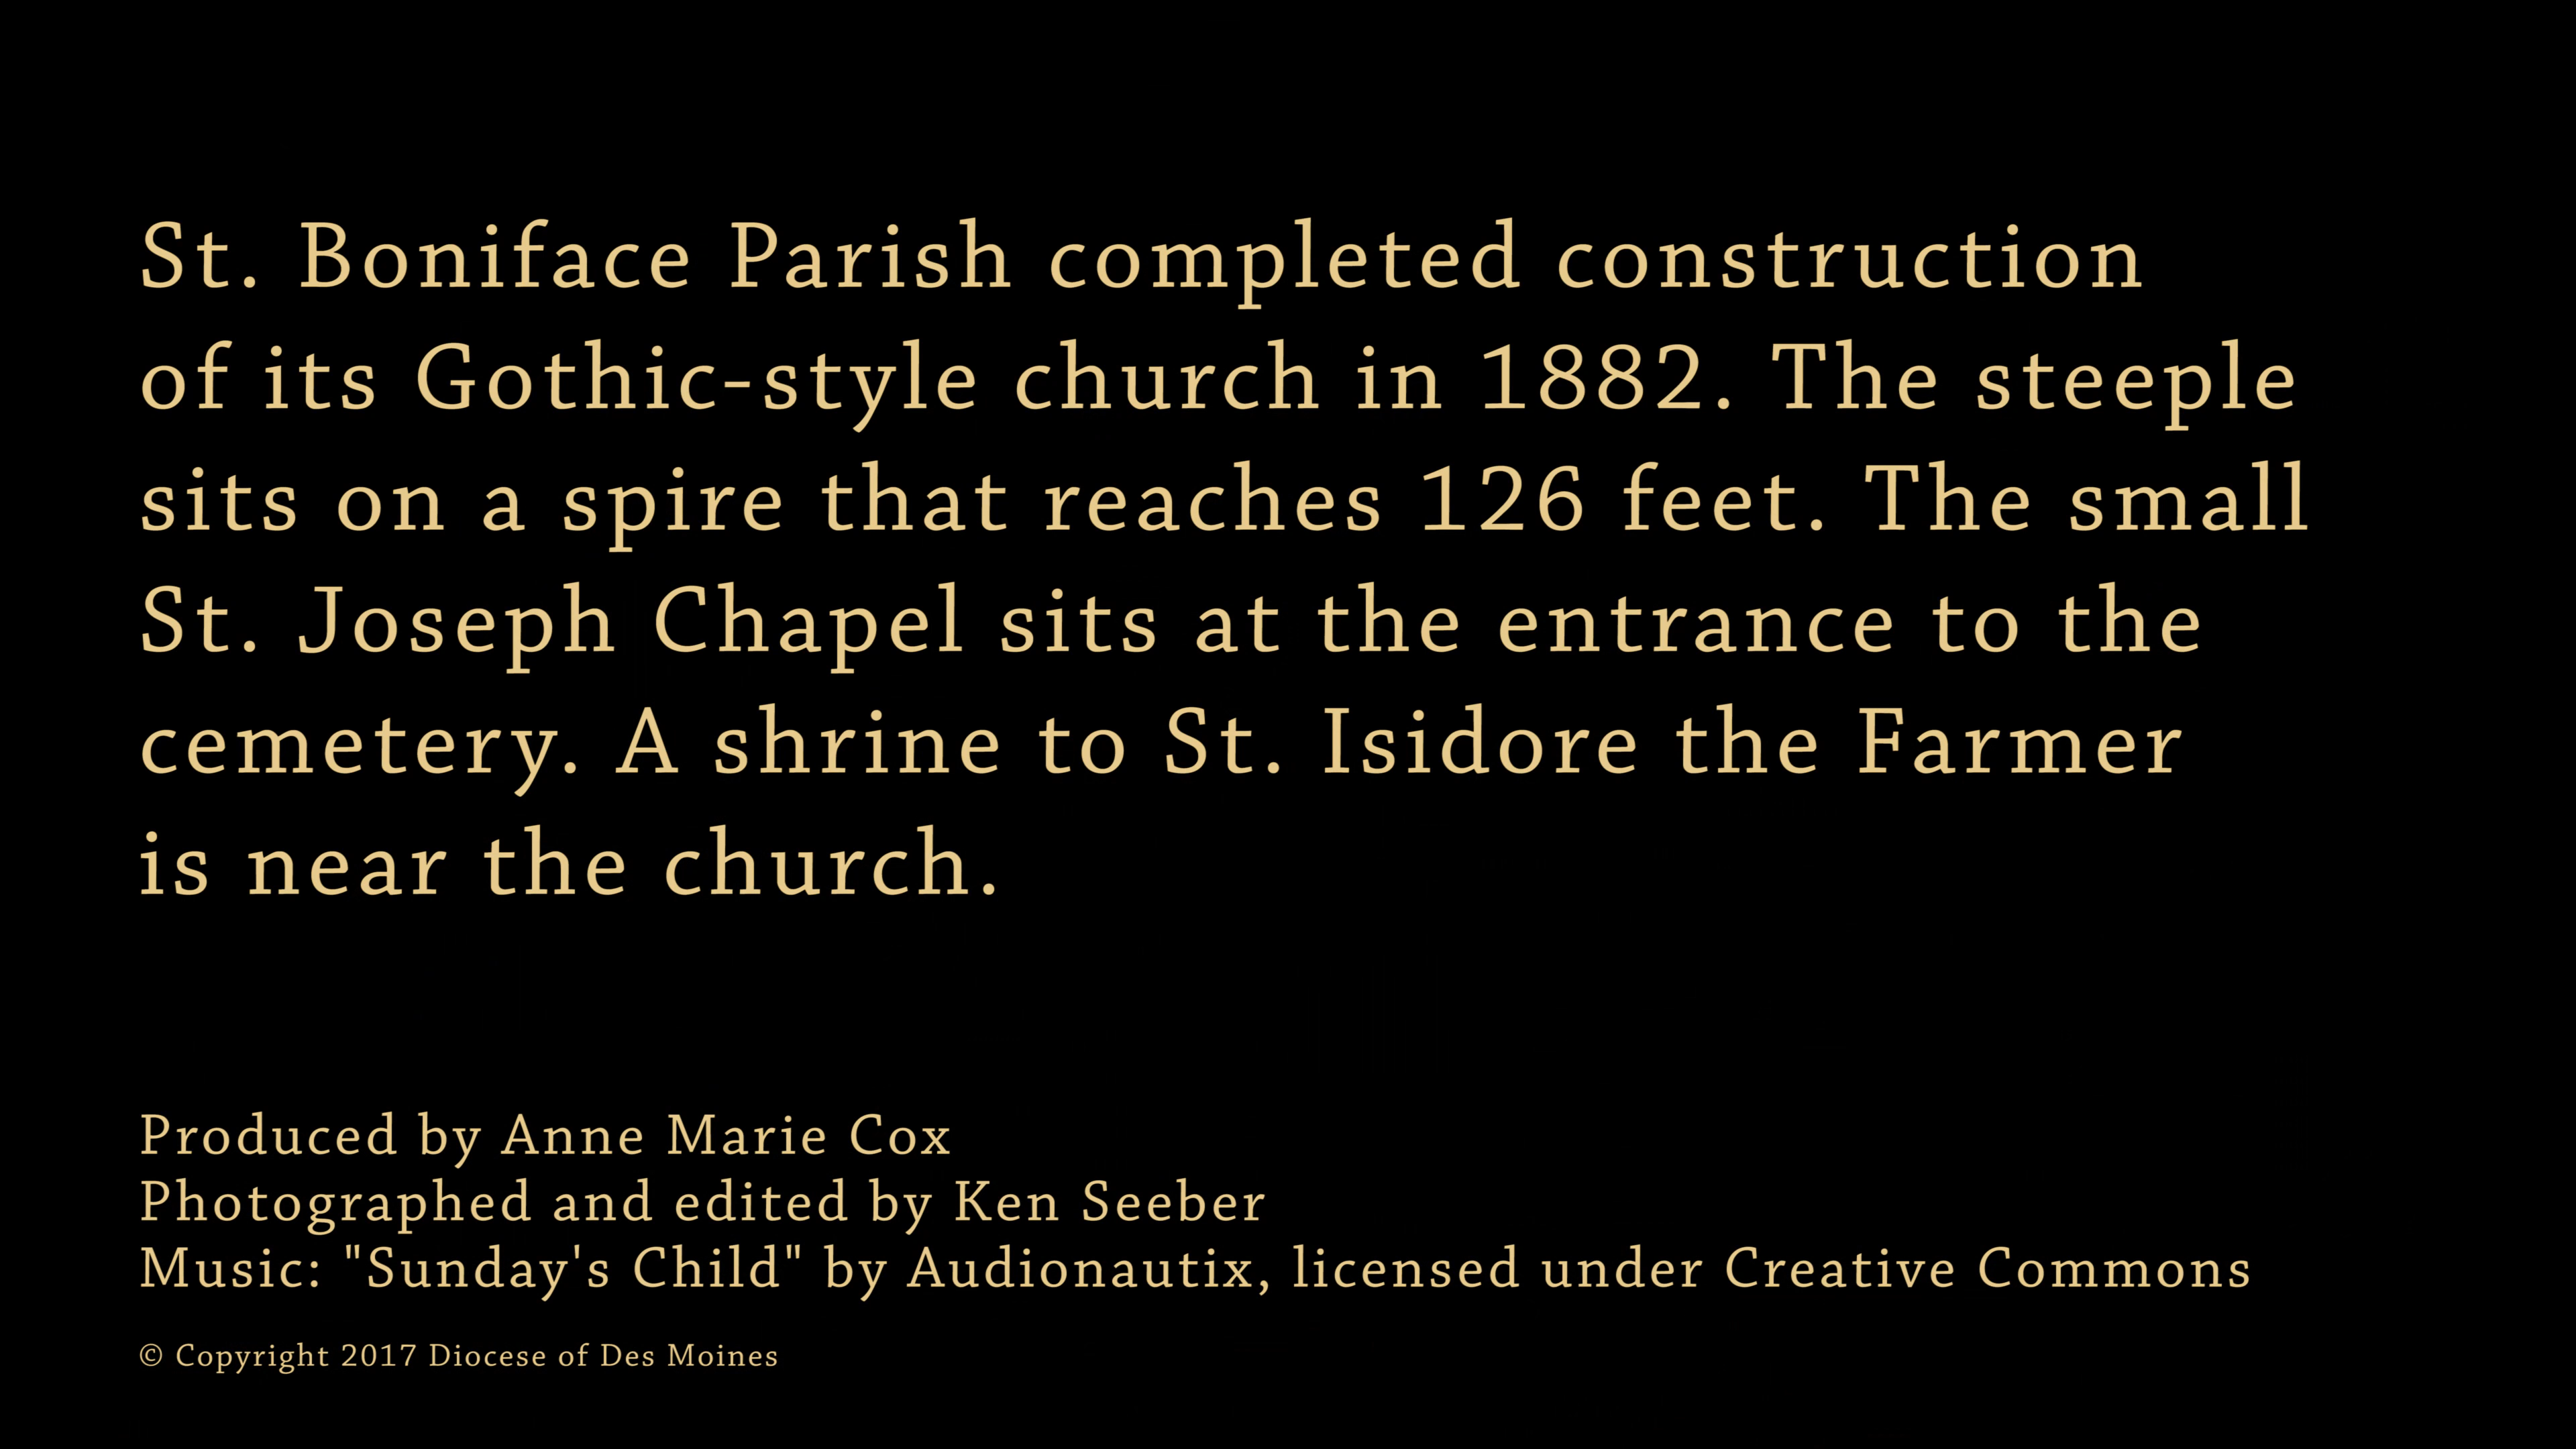 St. Boniface Parish completed construction
of its Gothic-style church in 1882. The steeple
sits on a spire that reaches 126 feet. The small
St. Joseph Chapel sits at the entrance to the
cemetery. A shrine to St. Isidore the Farmer
is near the church.
Produced by Anne Marie Cox
Photographed and edited by Ken Seeber
Music: "Sunday's Child" by Audionautix, licensed under Creative Commons
© Copyright 2017 Diocese of Des Moines